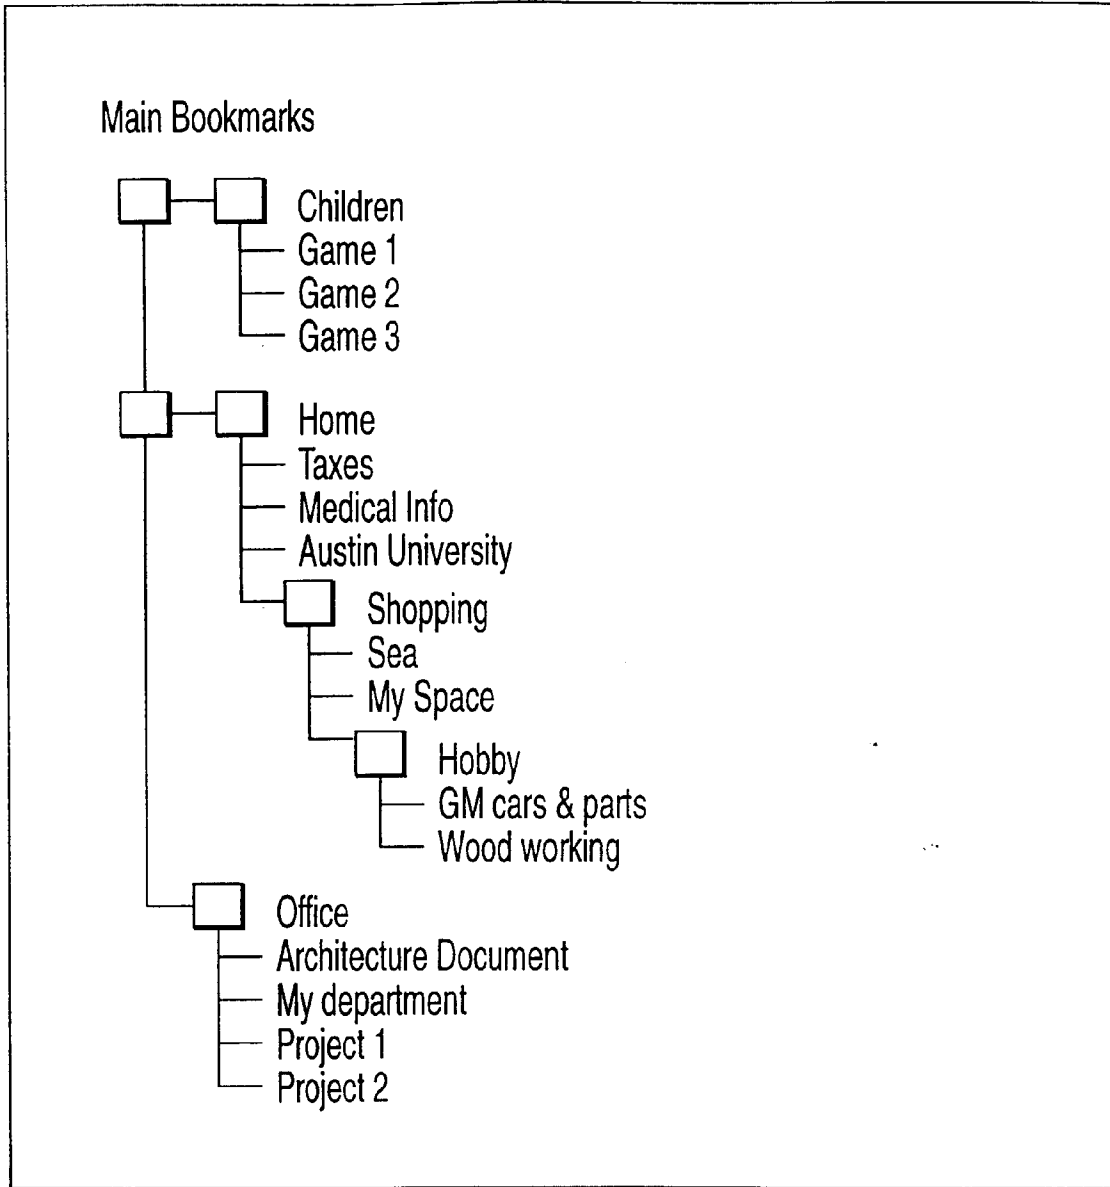 Main Bookmarks
Children
Game 1
Game 2
Game 3
Home
Taxes
Medical Info
Austin University
Shopping
Sea
My Space
Hobby
GM cars & parts
Wood working
Office
Architecture Document
My department
Project 1
Project 2